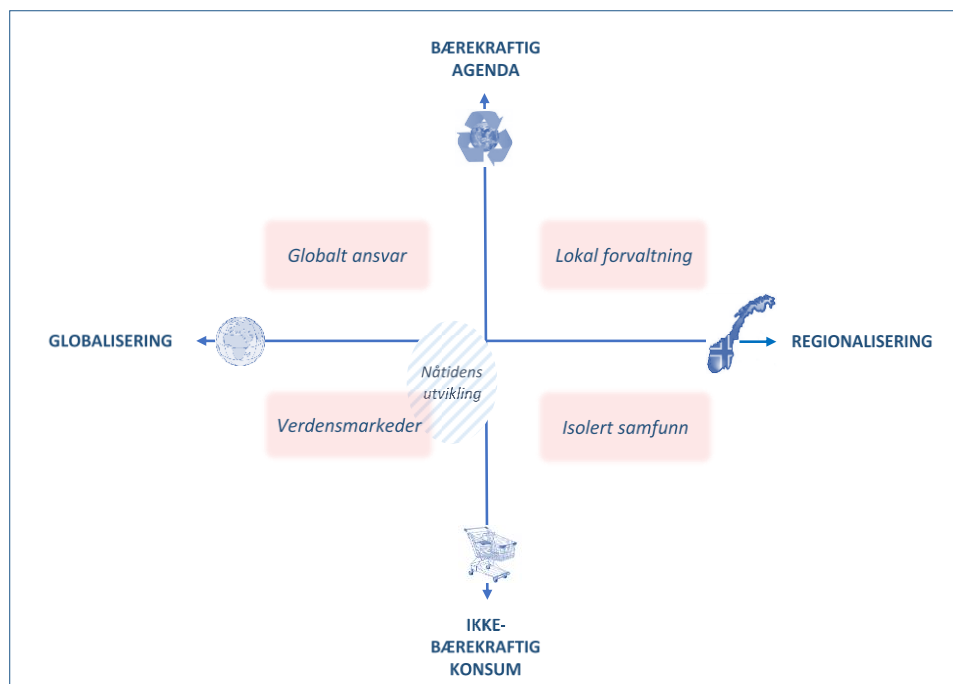 BÆREKRAFTIG
AGENDA
Globalt ansvar
Lokal forvaltning
GLOBALISERING
REGIONALISERING
Nåtidens
utvikling
Verdensmarkeder
Isolert samfunn
IKKE-
BÆREKRAFTIG
KONSUM